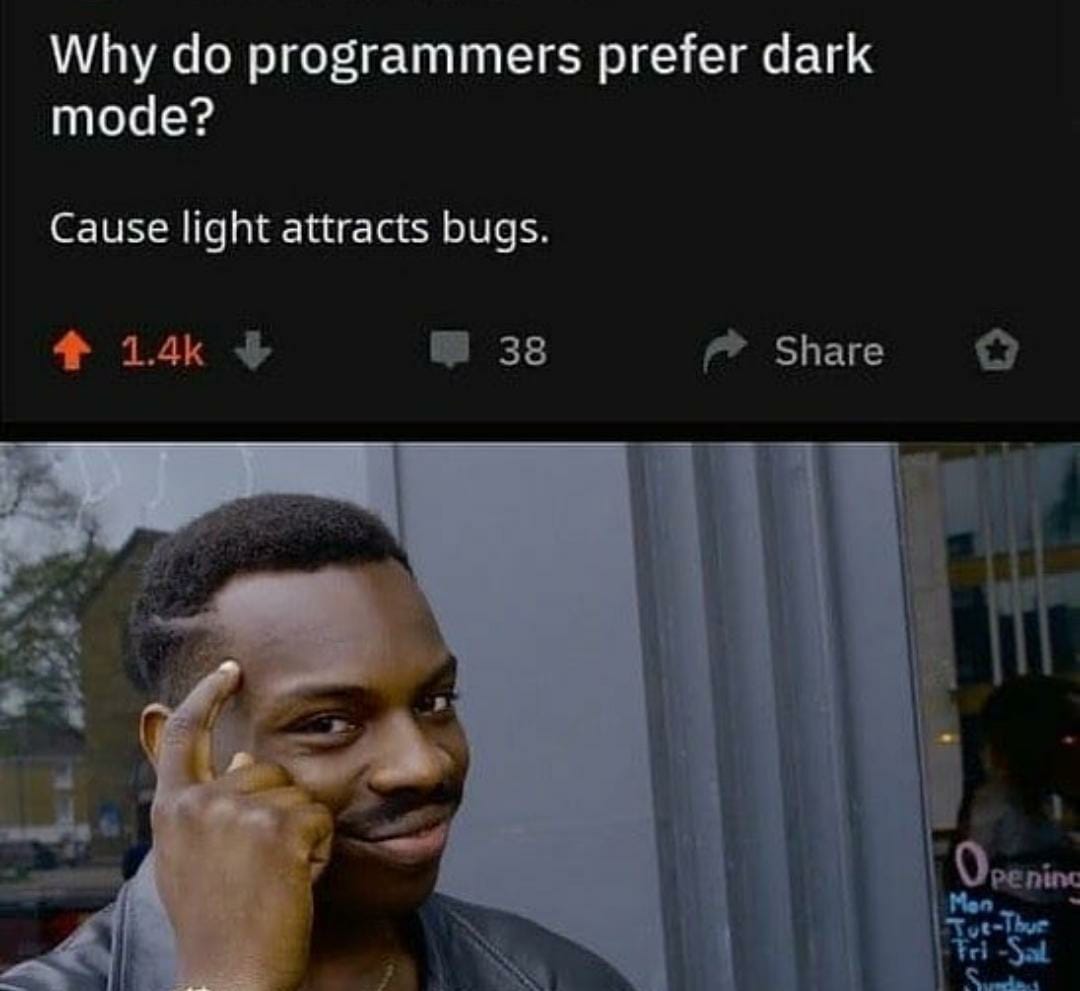 Why do programmers prefer dark
mode?
Cause light attracts bugs.
1.4k 38 Share
Opening
Mon
Tue-Thur
Fri-Sat
Sunday